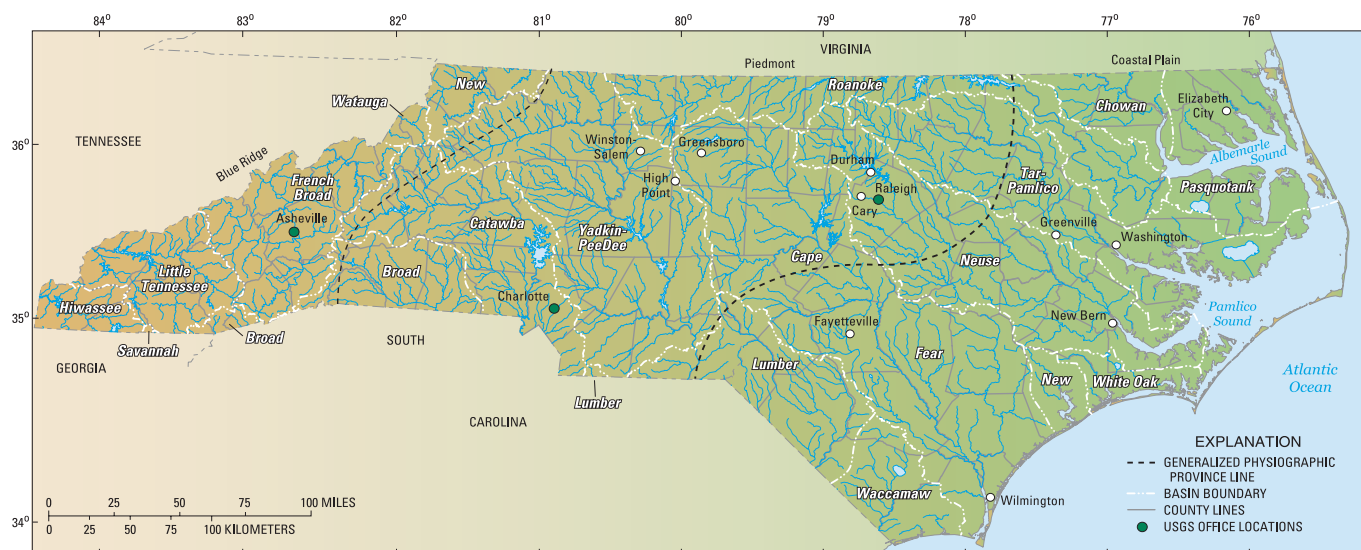 84°
83°
82°
81°
80°
79°
78°
77°
76°
VIRGINIA
Piedmont
Coastal Plain
New
Roanoke
Watauga
Chowan
Elizabeth
City
36°
36°
TENNESSEE
Winston-
Salem
Greensboro
Durham
Albemarle
Sound
Blue Ridge
High
Point
Raleigh
Tar-
Pamlico
Pasquotank
French
Broad
Cary
Asheville
Catawba
Yadkin-
PeeDee
Greenville
Washington
Cape
Neuse
Little
Tennessee
Broad
Hiwassee
Charlotte
Pamlico
Sound
35°
35°
Fayetteville
New Bern
Broad
SOUTH
Savannah
GEORGIA
Lumber
Fear
New
White Oak
Atlantic
Ocean
Lumber
CAROLINA
EXPLANATION
GENERALIZED PHYSIOGRAPHIC
PROVINCE LINE
BASIN BOUNDARY
COUNTY LINES
USGS OFFICE LOCATIONS
Waccamaw
Wilmington
0 25 50 75 100 MILES
0 25 50 75 100 KILOMETERS
34°
34°